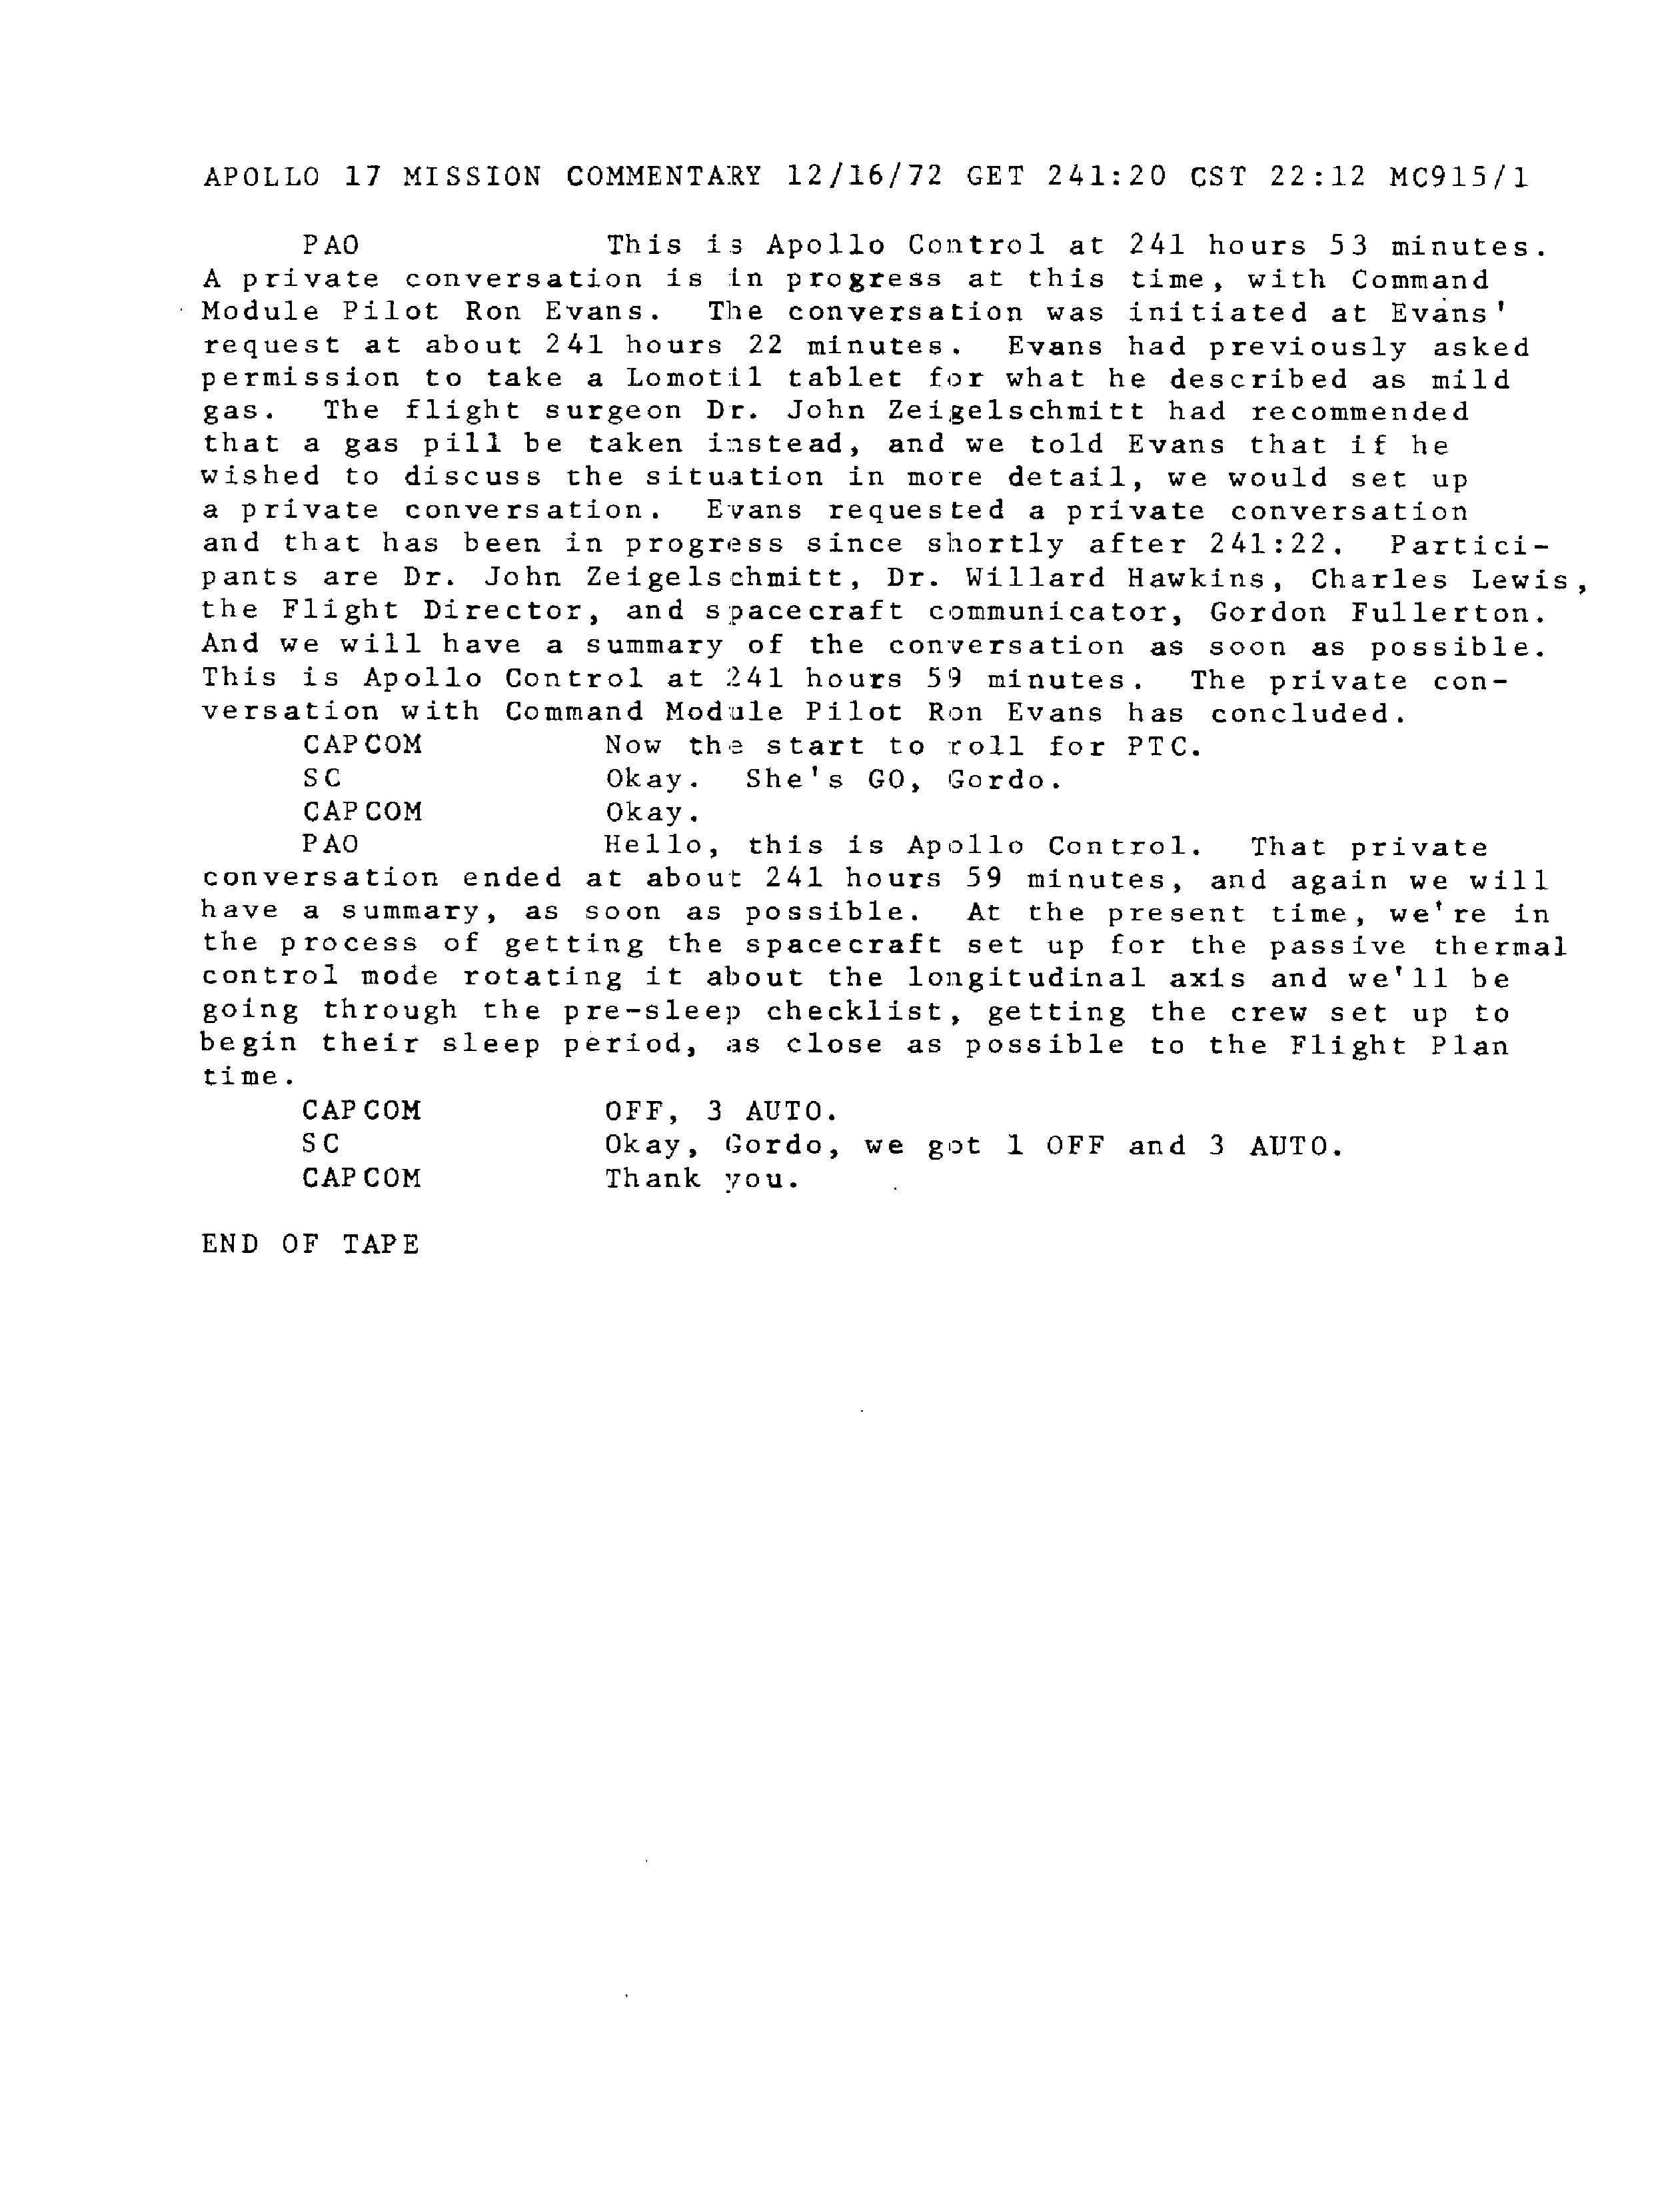 APOLLO 17 MISSION COMMENTARY 12/16/72 GET 241:20 CST 22:12 MC915/1
PAO This is Apollo Control at 241 hours 53 minutes.
A private conversation is in progress at this time, with Command
Module Pilot Ron Evans. The conversation was initiated at Evans'
request at about 241 hours 22 minutes. Evans had previously asked
permission to take a Lomotil tablet for what he described as mild
gas. The flight surgeon Dr. John Zeigelschmitt had recommended
that a gas pill be taken instead, and we told Evans that if he
wished to discuss the situation in more detail, we would set up
a private conversation. Evans requested a private conversation
and that has been in progress since shortly after 241:22. Partici-
pants are Dr. John Zeigelschmitt, Dr. Willard Hawkins, Charles Lewis,
the Flight Director, and spacecraft communicator, Gordon Fullerton.
And we will have a summary of the conversation as soon as possible.
This is Apollo Control at 241 hours 59 minutes. The private con-
versation with Command Module Pilot Ron Evans has concluded.
CAPCOM Now the start to roll for PTC.
SC Okay. She's GO, Gordo.
CAPCOM Okay.
PAO Hello, this is Apollo Control. That private
conversation ended at about 241 hours 59 minutes, and again we will
have a summary, as soon as possible. At the present time, we're in
the process of getting the spacecraft set up for the passive thermal
control mode rotating it about the longitudinal axis and we'll be
going through the pre-sleep checklist, getting the crew set up to
begin their sleep period, as close as possible to the Flight Plan
time.
CAPCOM OFF, 3 AUTO.
SC Okay, Gordo, we got 1 OFF and 3 AUTO.
CAPCOM Thank you.
END OF TAPE